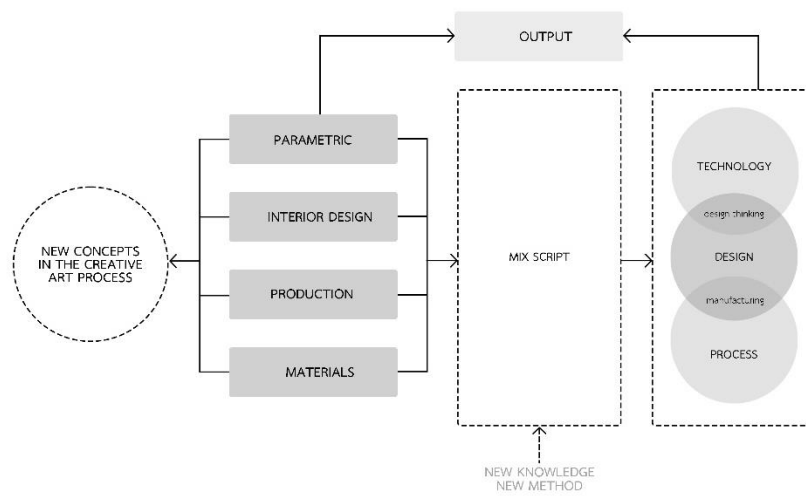 OUTPUT
PARAMETRIC
INTERIOR DESIGN
PRODUCTION
MATERIALS
NEW CONCEPTS
IN THE CREATIVE
ART PROCESS
MIX SCRIPT
TECHNOLOGY
design thinking
DESIGN
manufacturing
PROCESS
NEW KNOWLEDGE
NEW METHOD